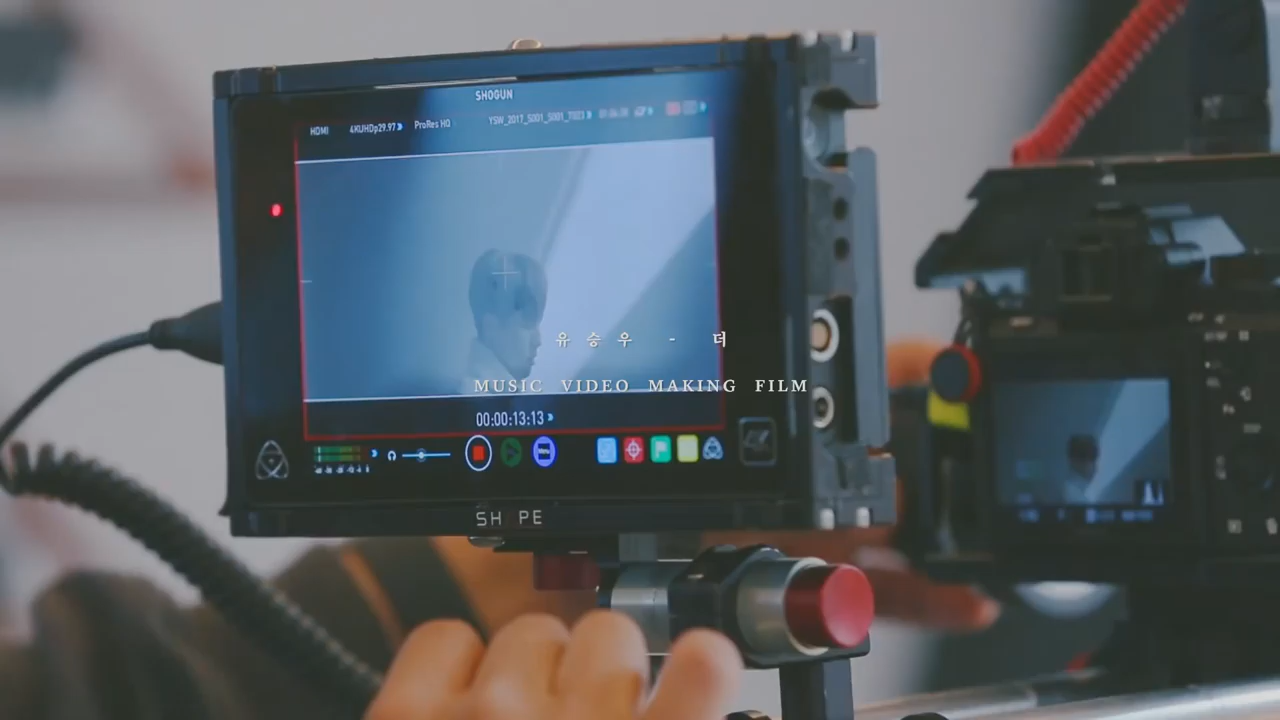 SHOGUN
HDMI 4KUHDp29.97 ProRes HQ YSW_2017_S001_S001_T023
유 승 우 - 더
MUSIC VIDEO MAKING FILM
00:00:13:13
SH PE